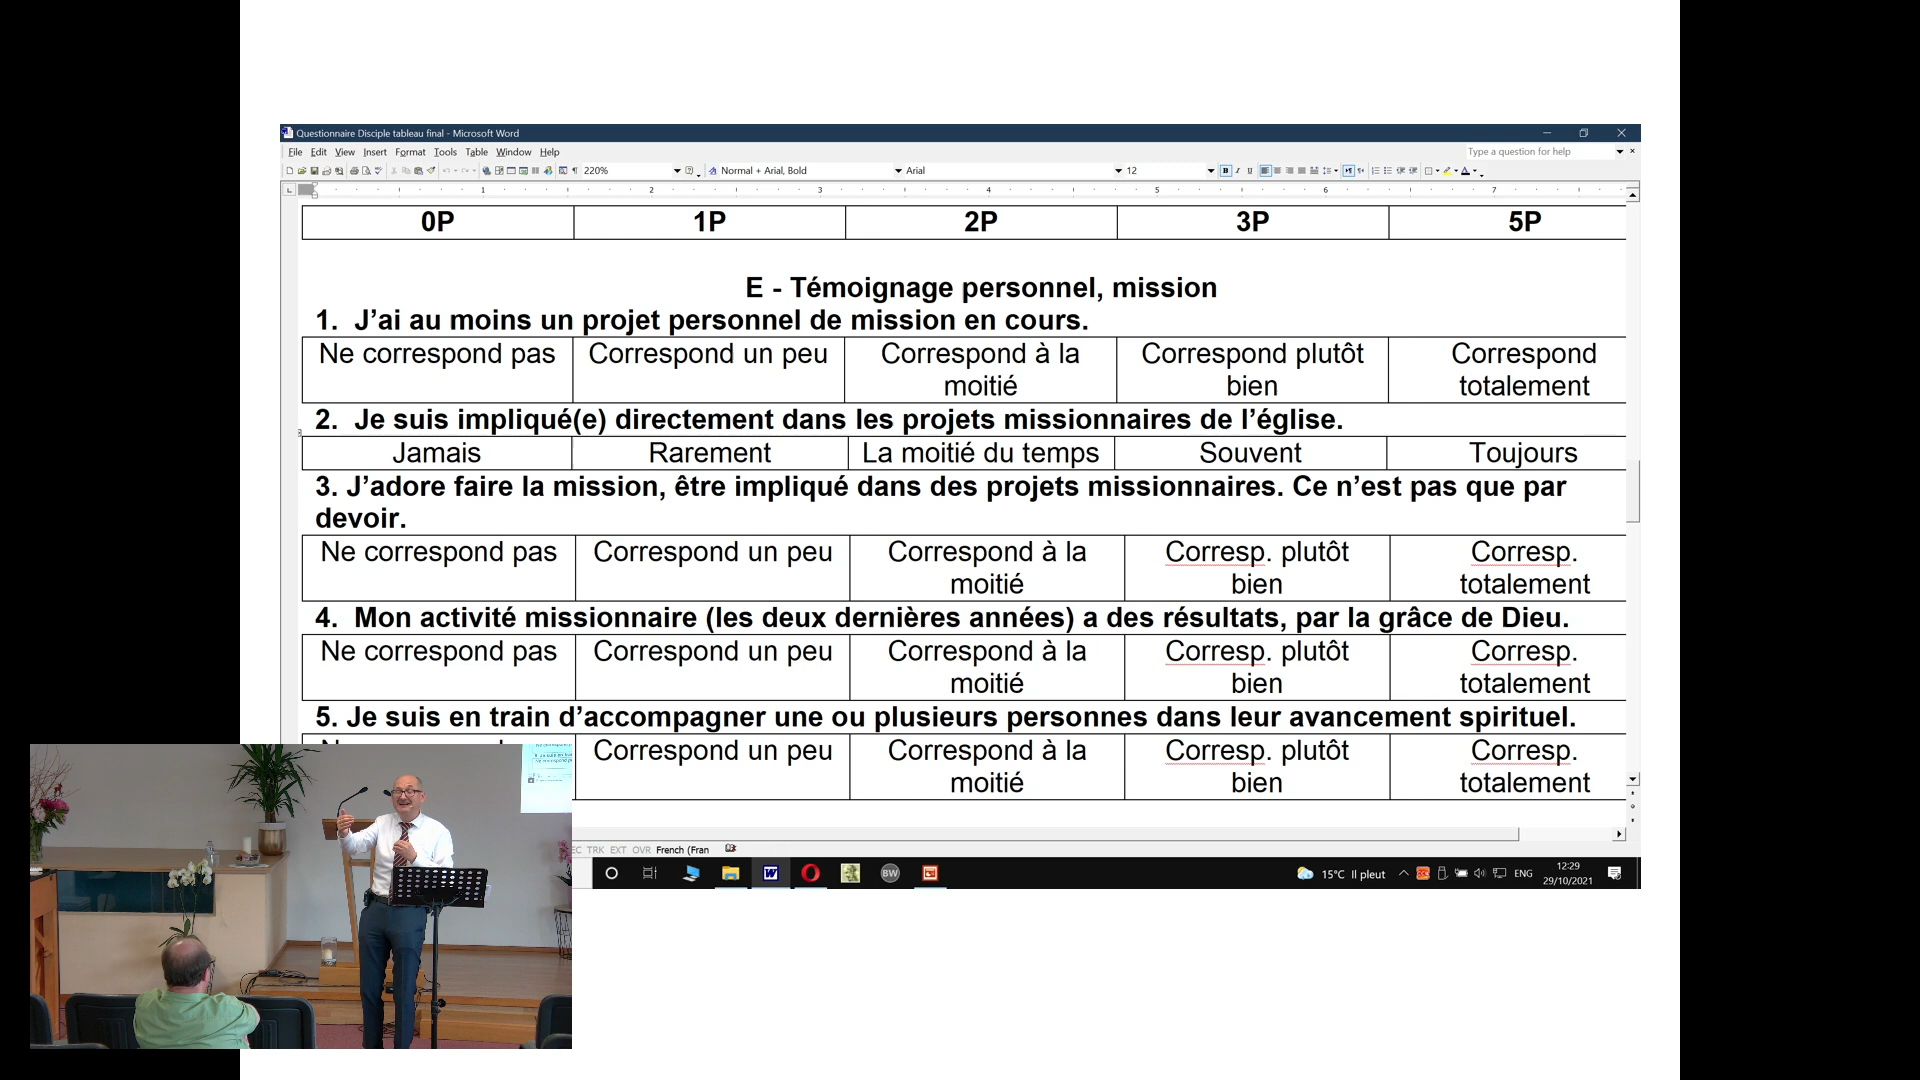 Questionnaire Disciple tableau final - Microsoft Word
File Edit View Insert Format Tools Table Window Help
Type a question for help
220%
Normal + Arial, Bold
Arial
12
1 2 3 4 5 6 7
0P 1P 2P 3P 5P
E - Témoignage personnel, mission
1. J’ai au moins un projet personnel de mission en cours.
Ne correspond pas Correspond un peu Correspond à la moitié Correspond plutôt bien Correspond totalement
2. Je suis impliqué(e) directement dans les projets missionnaires de l’église.
Jamais Rarement La moitié du temps Souvent Toujours
3. J’adore faire la mission, être impliqué dans des projets missionnaires. Ce n’est pas que par
devoir.
Ne correspond pas Correspond un peu Correspond à la moitié Corresp. plutôt bien Corresp. totalement
4. Mon activité missionnaire (les deux dernières années) a des résultats, par la grâce de Dieu.
Ne correspond pas Correspond un peu Correspond à la moitié Corresp. plutôt bien Corresp. totalement
5. Je suis en train d’accompagner une ou plusieurs personnes dans leur avancement spirituel.
Correspond un peu Correspond à la moitié Corresp. plutôt bien Corresp. totalement
TRK EXT OVR French (Fran
W BW
15°C Il pleut
ENG
12:29
29/10/2021